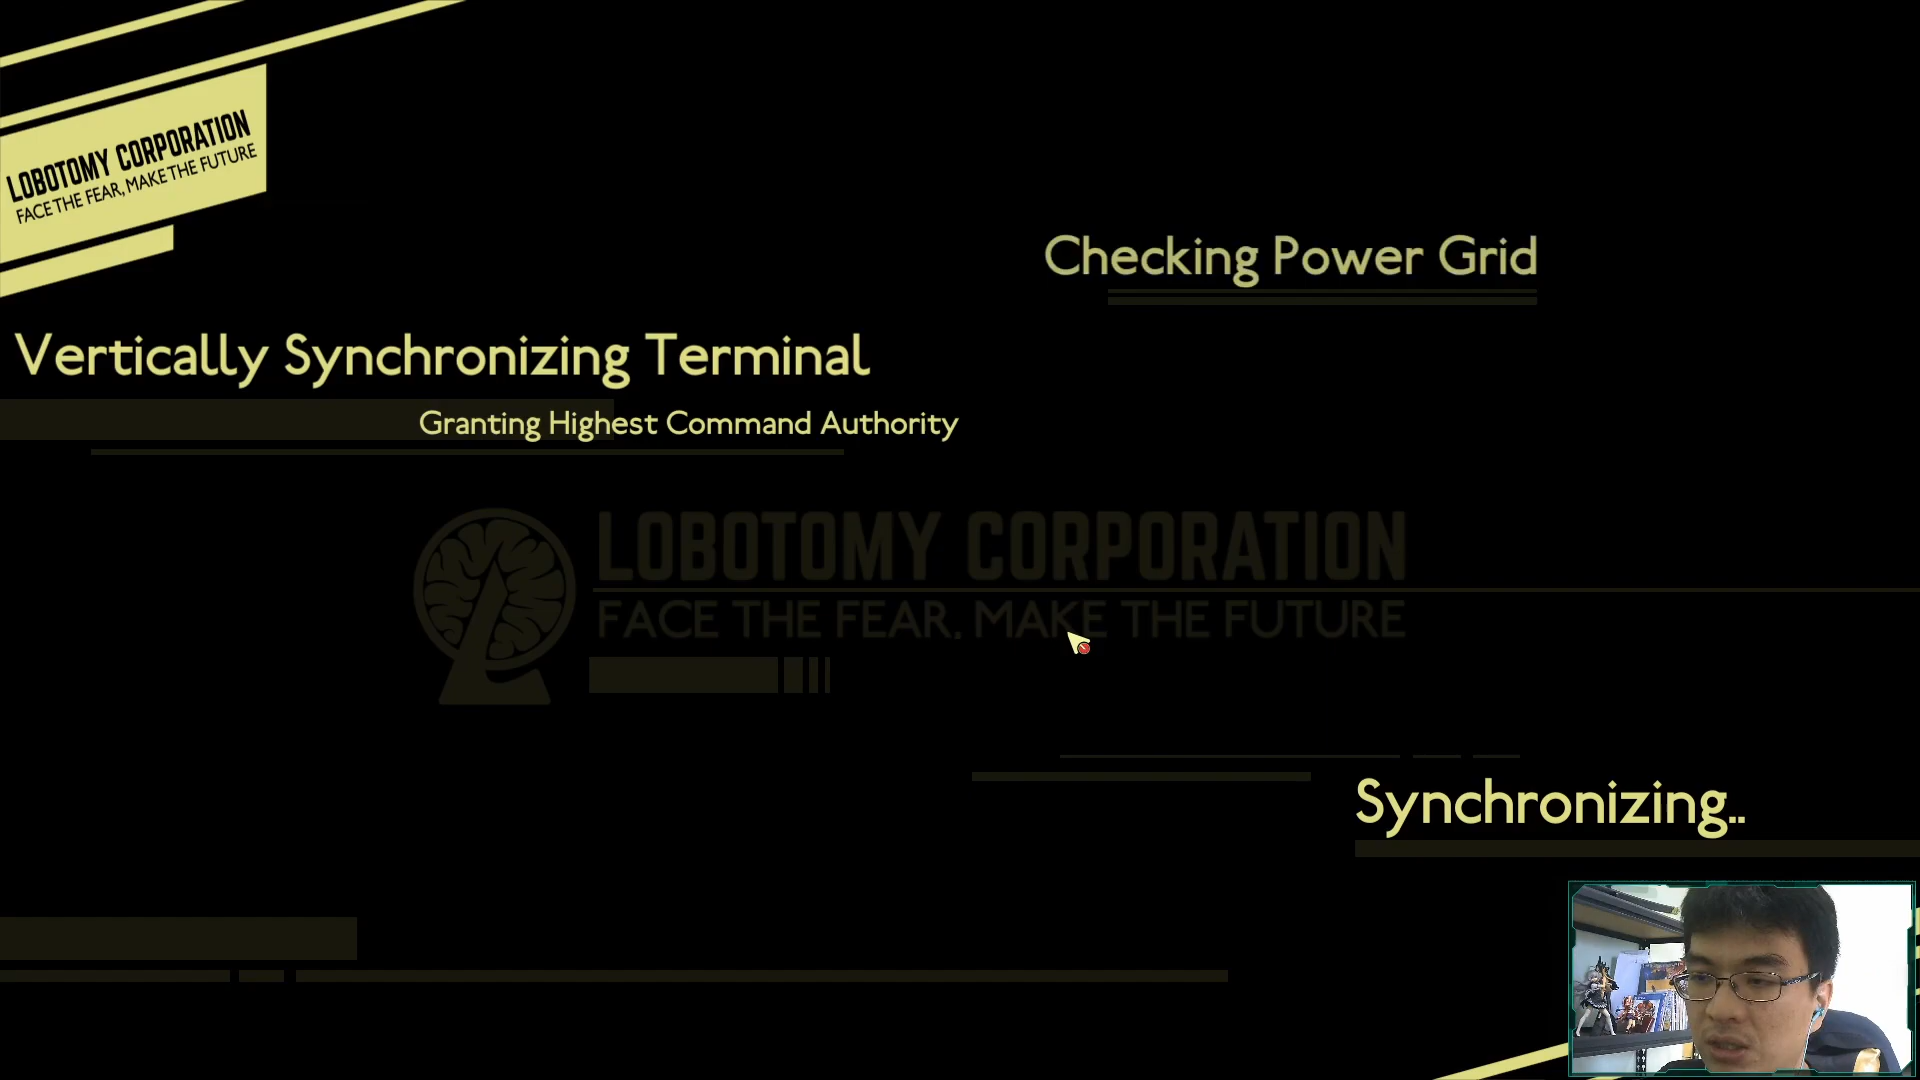 LOBOTOMY CORPORATION
FACE THE FEAR, MAKE THE FUTURE
Checking Power Grid
Vertically Synchronizing Terminal
Granting Highest Command Authority
LOBOTOMY CORPORATION
FACE THE FEAR, MAKE THE FUTURE
Synchronizing..